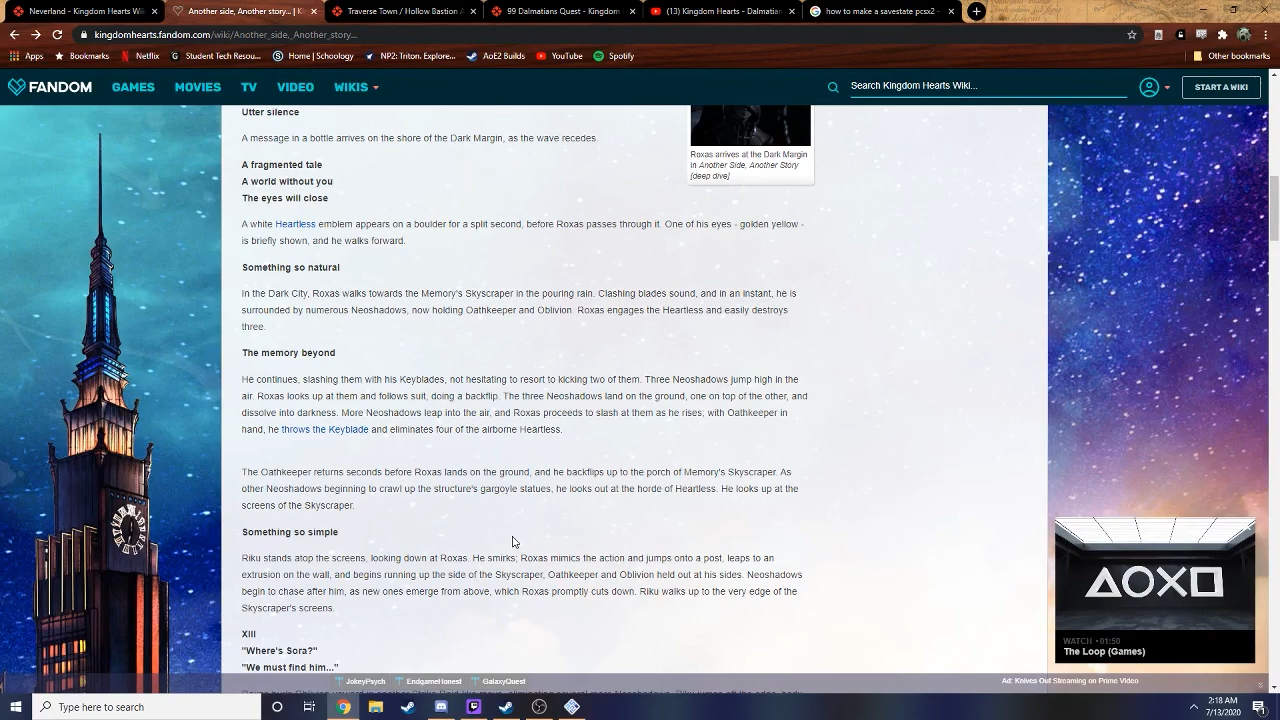 Neverland - Kingdom Hearts Wi
Another side, Another story... | K
Traverse Town / Hollow Bastion A
99 Dalmatians Quest - Kingdom
(13) Kingdom Hearts - Dalmatian
how to make a savestate pcsx2 -
kingdomhearts.fandom.com/wiki/Another_side,_Another_story...
Apps
Bookmarks
Netflix
Student Tech Resou...
Home | Schoology
NP2: Triton. Explore...
AoE2 Builds
YouTube
Spotify
Other bookmarks
FANDOM
GAMES
MOVIES
TV
VIDEO
WIKIS
Search Kingdom Hearts Wiki...
START A WIKI
Utter silence
A message in a bottle arrives on the shore of the Dark Margin, as the wave recedes.
Roxas arrives at the Dark Margin
in Another Side, Another Story
[deep dive]
A fragmented tale
A world without you
The eyes will close
A white Heartless emblem appears on a boulder for a split second, before Roxas passes through it. One of his eyes - golden yellow -
is briefly shown, and he walks forward.
Something so natural
In the Dark City, Roxas walks towards the Memory's Skyscraper in the pouring rain. Clashing blades sound, and in an instant, he is
surrounded by numerous Neoshadows, now holding Oathkeeper and Oblivion. Roxas engages the Heartless and easily destroys
three.
The memory beyond
He continues, slashing them with his Keyblades, not hesitating to resort to kicking two of them. Three Neoshadows jump high in the
air. Roxas looks up at them and follows suit, doing a backflip. The three Neoshadows land on the ground, one on top of the other, and
dissolve into darkness. More Neoshadows leap into the air, and Roxas proceeds to slash at them as he rises; with Oathkeeper in
hand, he throws the Keyblade and eliminates four of the airborne Heartless.
The Oathkeeper returns seconds before Roxas lands on the ground, and he backflips up to the porch of Memory's Skyscraper. As
other Neoshadows beginning to crawl up the structure's gargoyle statues, he looks out at the horde of Heartless. He looks up at the
screens of the Skyscraper.
Something so simple
Riku stands atop the screens, looking down at Roxas. He smirks; Roxas mimics the action and jumps onto a post, leaps to an
extrusion on the wall, and begins running up the side of the Skyscraper, Oathkeeper and Oblivion held out at his sides. Neoshadows
begin to chase after him, as new ones emerge from above, which Roxas promptly cuts down. Riku walks up to the very edge of the
Skyscraper's screens.
XIII
"Where's Sora?"
"We must find him..."
WATCH • 01:50
The Loop (Games)
JokeyPsych
EndgameHonest
GalaxyQuest
Ad: Knives Out Streaming on Prime Video
Type here to search
2:18 AM
7/13/2020
1